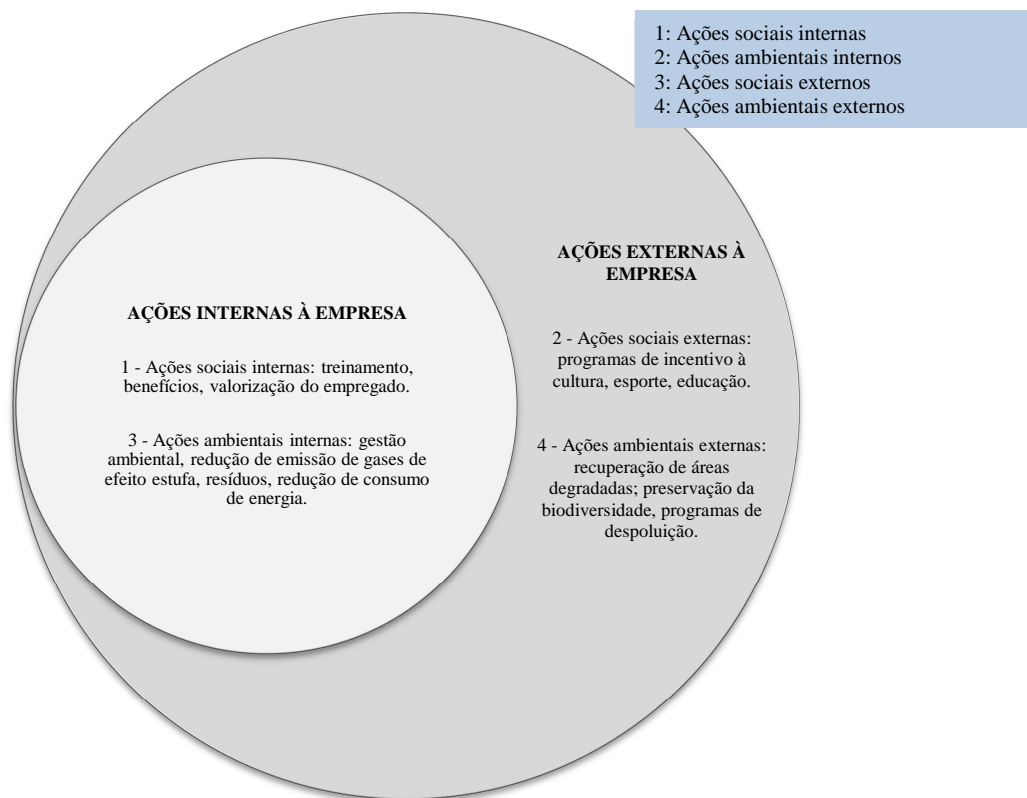 1: Ações sociais internas
2: Ações ambientais internos
3: Ações sociais externos
4: Ações ambientais externos
AÇÕES EXTERNAS À
EMPRESA
2 - Ações sociais externas:
programas de incentivo à
cultura, esporte, educação.
4 - Ações ambientais externas:
recuperação de áreas
degradadas; preservação da
biodiversidade, programas de
despoluição.
AÇÕES INTERNAS À EMPRESA
1 - Ações sociais internas: treinamento,
benefícios, valorização do empregado.
3 - Ações ambientais internas: gestão
ambiental, redução de emissão de gases de
efeito estufa, resíduos, redução de consumo
de energia.